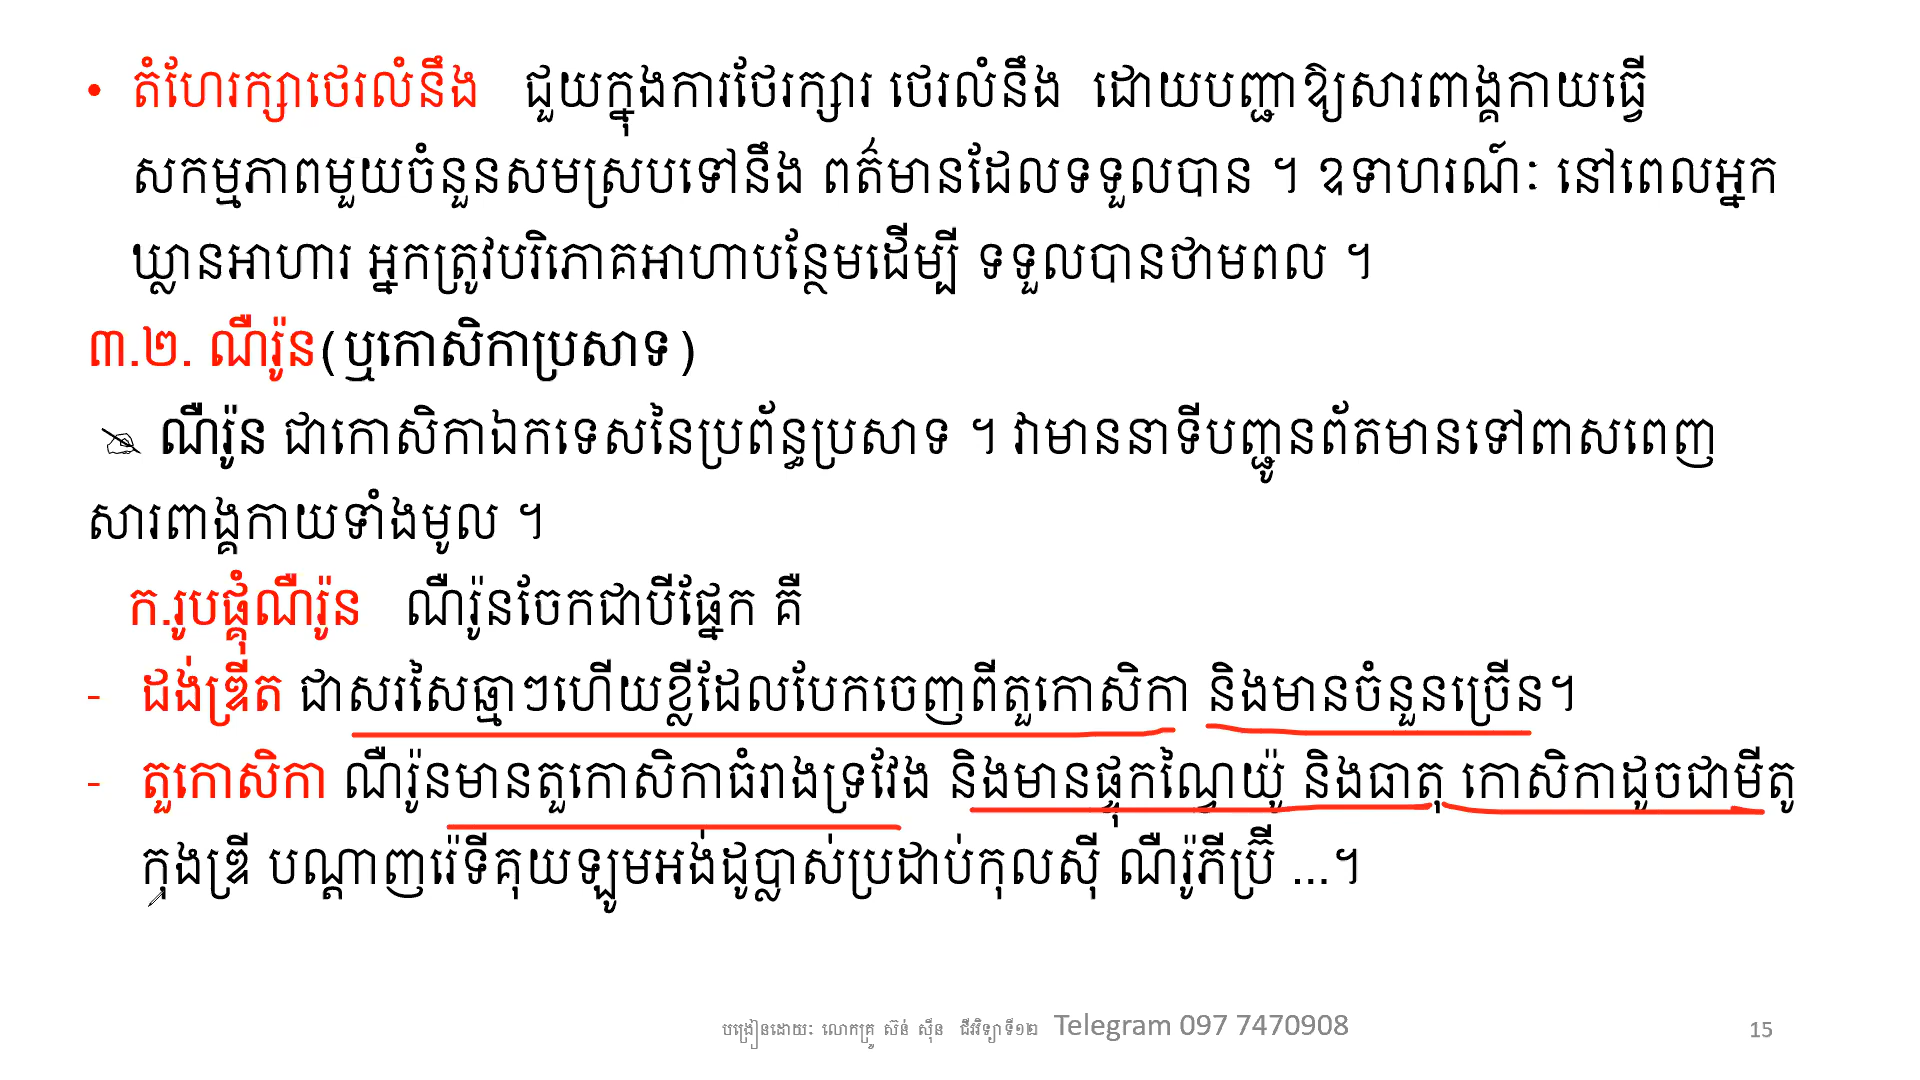 • តំហែរក្សាថេរលំនឹង ជួយក្នុងការថែរក្សារ ថេរលំនឹង ដោយបញ្ជាឱ្យសារពាង្គកាយធ្វើ
សកម្មភាពមួយចំនួនសមស្របទៅនឹង ពត៌មានដែលទទួលបាន ។ ឧទាហរណ៍ៈ នៅពេលអ្នក
ឃ្លានអាហារ អ្នកត្រូវបរិភោគអាហាបន្ថែមដើម្បី ទទួលបានថាមពល ។
៣.២. ណឺរ៉ូន(ឬកោសិកាប្រសាទ)
ណឺរ៉ូន ជាកោសិកាឯកទេសនៃប្រព័ន្ធប្រសាទ ។ វាមាននាទីបញ្ជូនព័តមានទៅពាសពេញ
សារពាង្គកាយទាំងមូល ។
ក.រូបផ្គុំណឺរ៉ូន ណឺរ៉ូនចែកជាបីផ្នែក គឺ
- ដង់ឌ្រីត ជាសរសៃឆ្មាៗហើយខ្លីដែលបែកចេញពីតួកោសិកា និងមានចំនួនច្រើន។
- តួកោសិកា ណឺរ៉ូនមានតួកោសិកាធំរាងទ្រវែង និងមានផ្ទុកណ្វៃយ៉ូ និងធាតុ កោសិកាដូចជាមីតូ
កុងឌ្រី បណ្តាញរ៉េទីគុយឡូមអង់ដូប្លាស់ប្រដាប់កុលស៊ី ណឺរ៉ូភីប្រ៊ី ...។
បង្រៀនដោយៈ លោកគ្រូ ស៊ន់ ស៊ីន ជីវវិទ្យាទី១២ Telegram 097 7470908
15